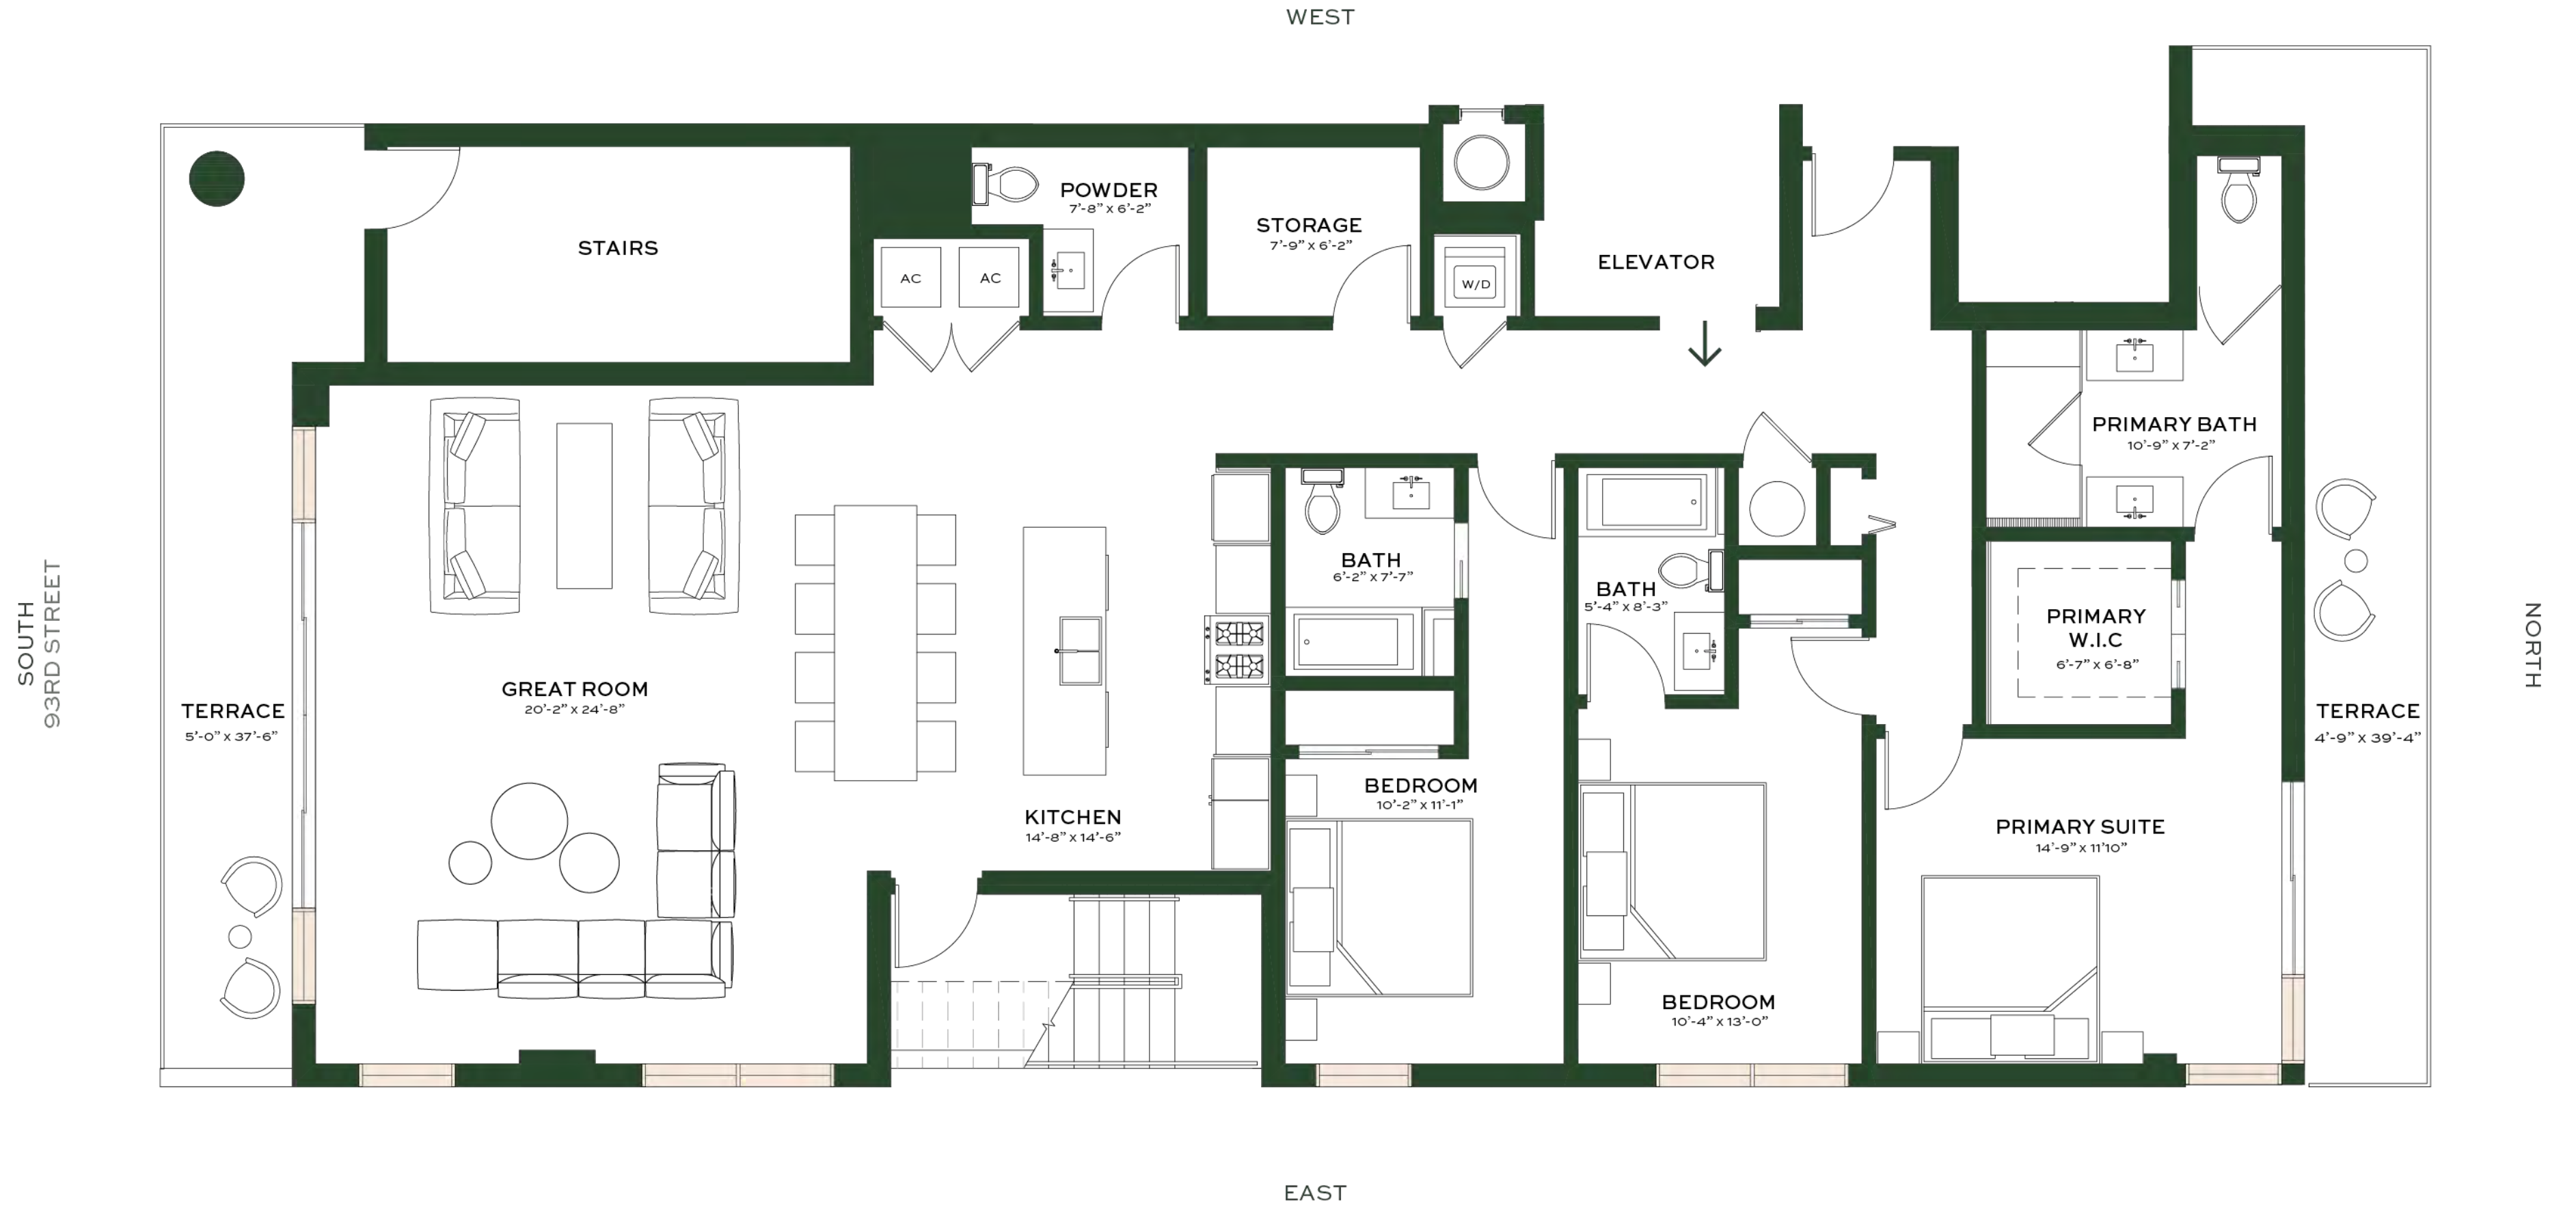 WEST
STAIRS
POWDER
7'-8" x 6'-2"
STORAGE
7'-9" x 6'-2"
AC
AC
W/D
ELEVATOR
PRIMARY BATH
10'-9" x 7'-2"
BATH
6'-2" x 7'-7"
BATH
5'-4" x 8'-3"
PRIMARY
W.I.C
6'-7" x 6'-8"
SOUTH
93RD STREET
NORTH
TERRACE
5'-0" x 37'-6"
GREAT ROOM
20'-2" x 24'-8"
KITCHEN
14'-8" x 14'-6"
BEDROOM
10'-2" x 11'-1"
BEDROOM
10'-4" x 13'-0"
PRIMARY SUITE
14'-9" x 11'10"
TERRACE
4'-9" x 39'-4"
EAST